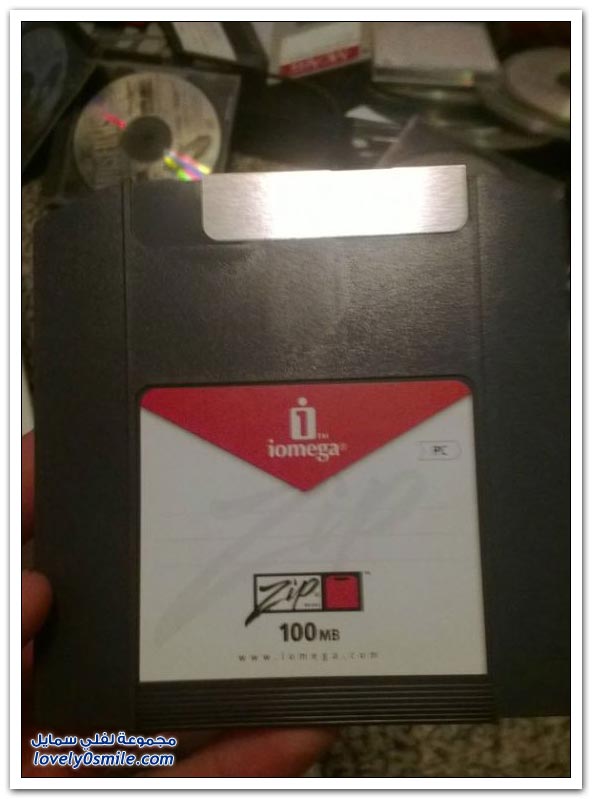 iomega®
PC
Zip
100MB
www.iomega.com
مجموعة لفلي سمايل
lovely0smile.com